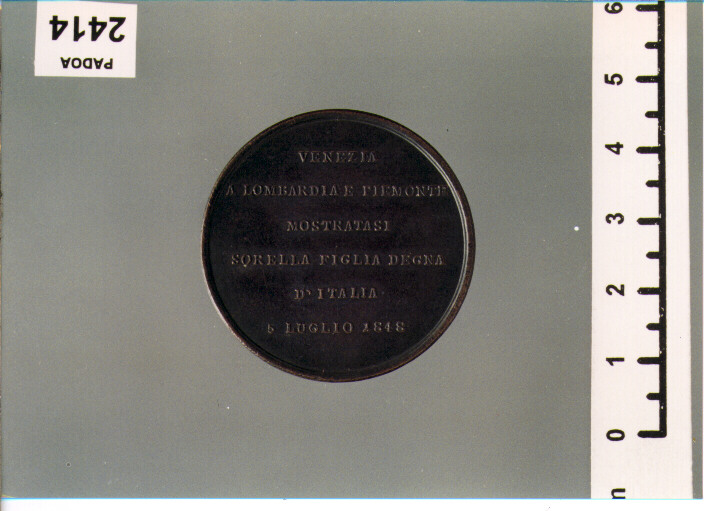 PADOA
2414
VENEZIA
A LOMBARDIA E PIEMONTE
MOSTRATASI
SORELLA FIGLIA DEGNA
D' ITALIA
5 LUGLIO 1848
6
5
4
3
2
1
0